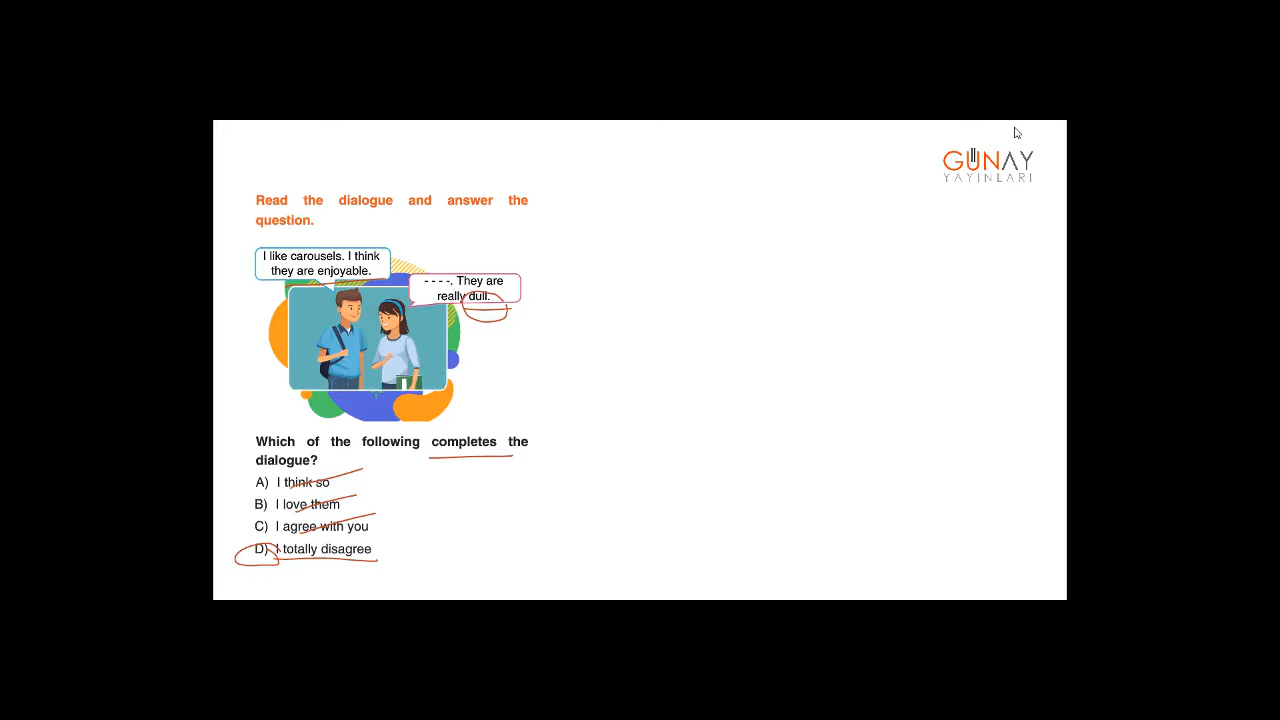 GÜNAY
YAYINLARI
Read the dialogue and answer the
question.
I like carousels. I think
they are enjoyable.
- - - -. They are
really dull.
Which of the following completes the
dialogue?
A) I think so
B) I love them
C) I agree with you
D) I totally disagree